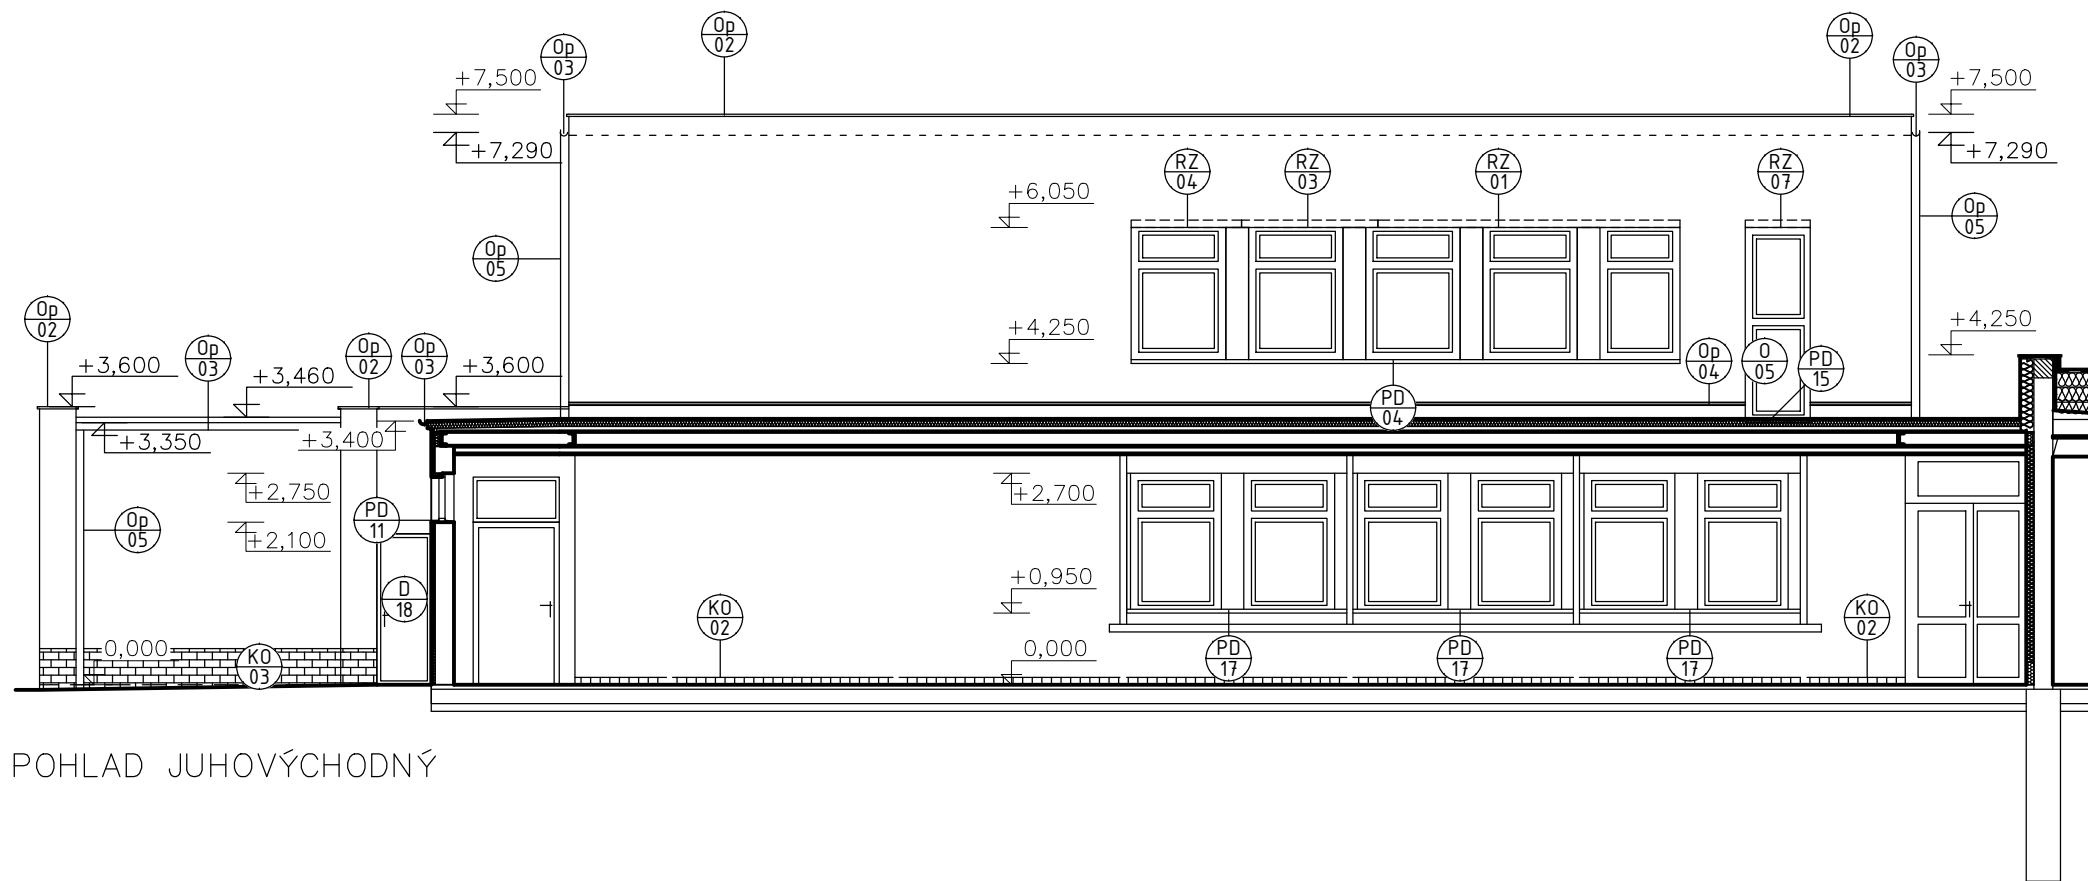 Op
02
Op
02
Op
03
Op
03
+7,500
+7,500
+7,290
+7,290
RZ
04
RZ
03
RZ
01
RZ
07
+6,050
Op
05
Op
05
Op
02
+4,250
+4,250
Op
03
Op
02
Op
03
Op
04
O
05
PD
15
+3,600
+3,460
+3,600
PD
04
+3,350
+3,400
+2,750
+2,700
PD
11
Op
05
+2,100
+0,950
D
18
KO
02
KO
02
0,000
KO
03
0,000
PD
17
PD
17
PD
17
POHLAD JUHOVÝCHODNÝ